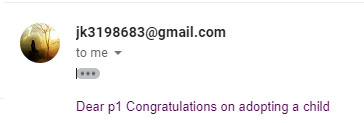 jk3198683@gmail.com
to me
Dear p1 Congratulations on adopting a child